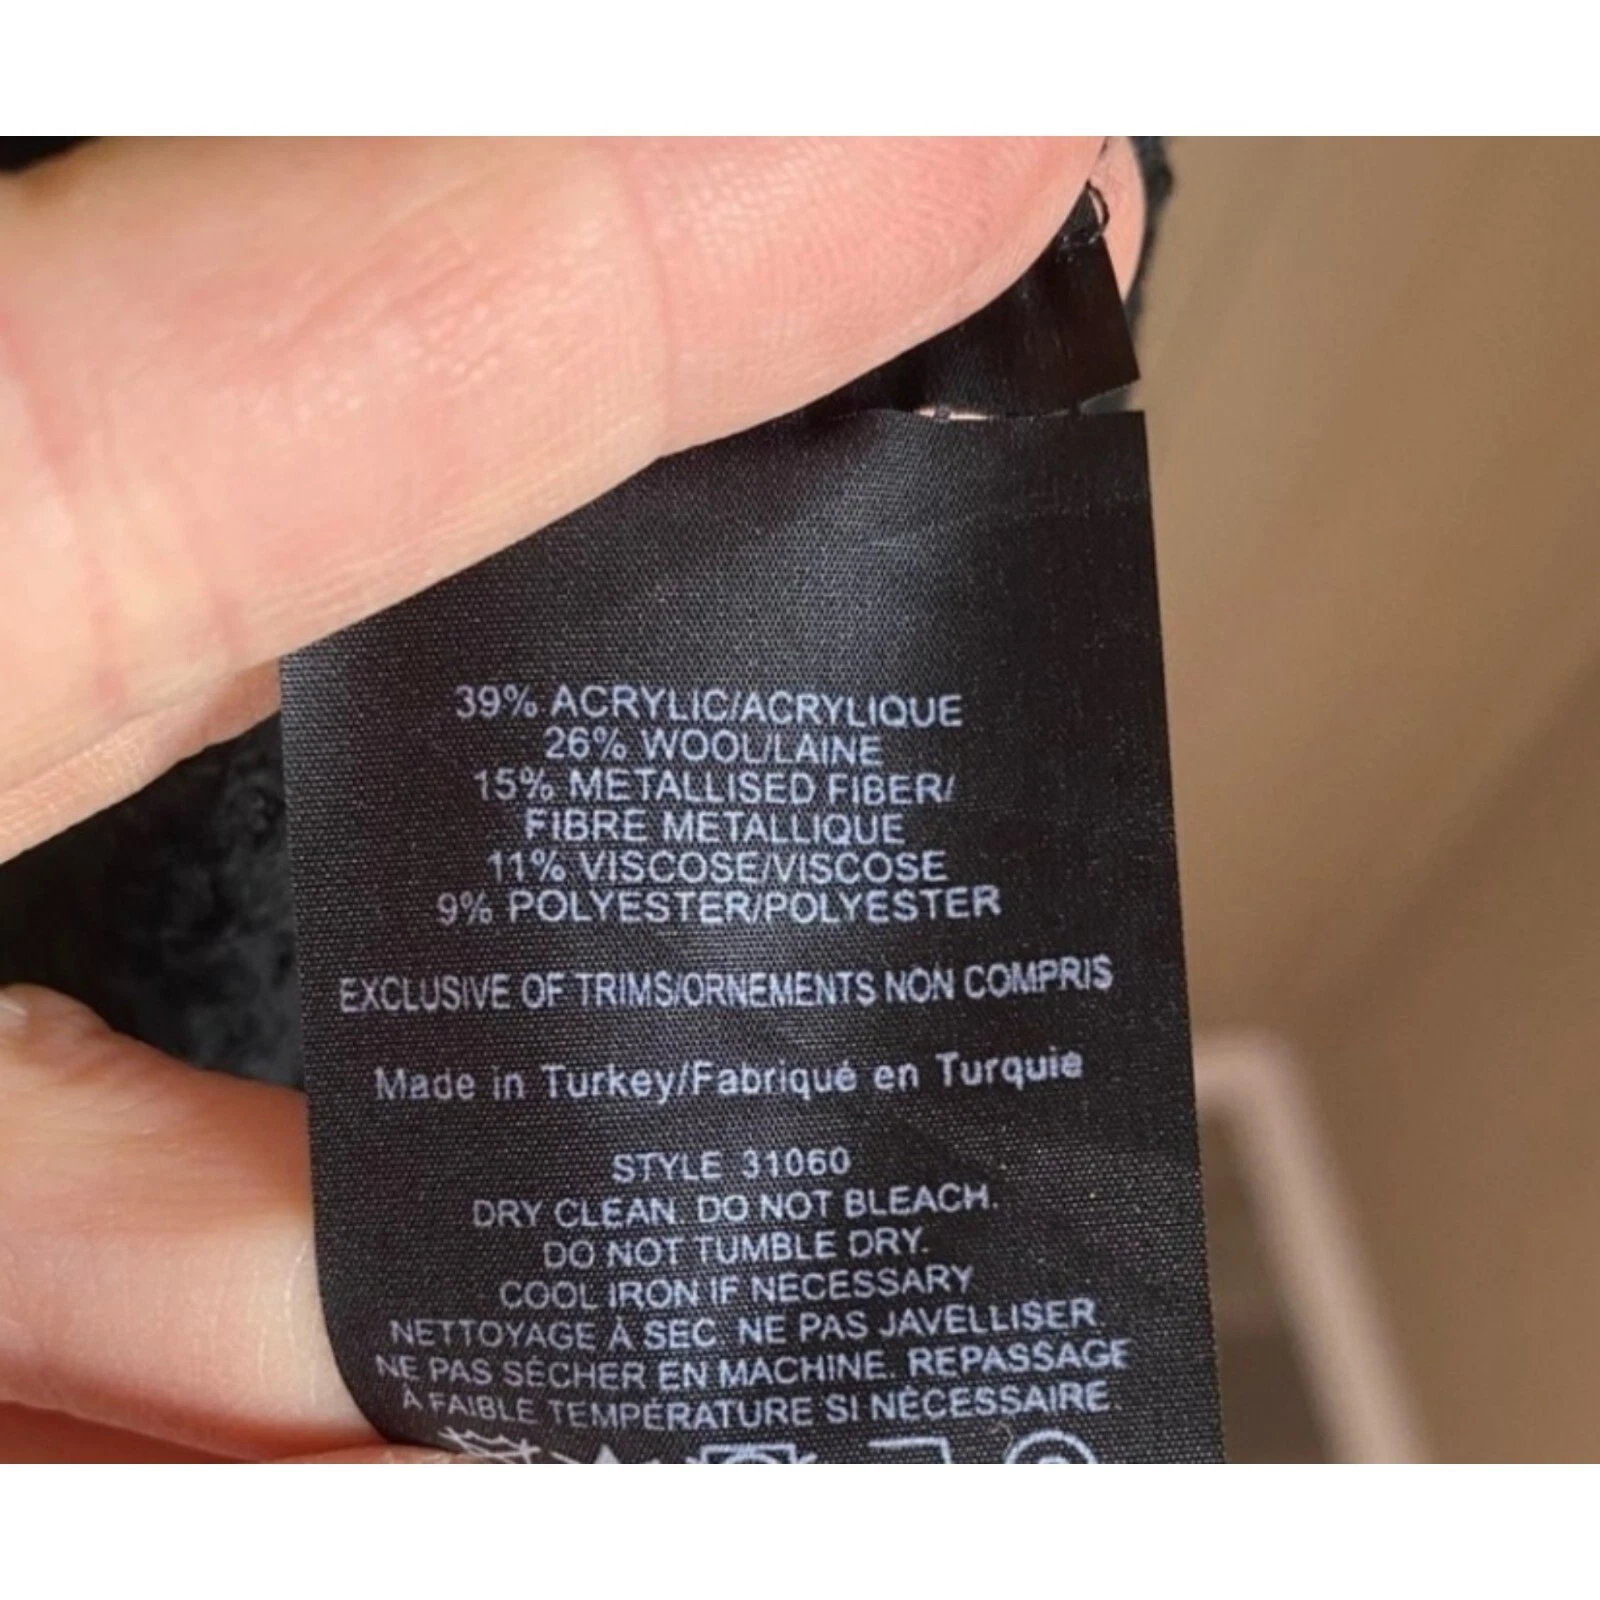 39% ACRYLIC/ACRYLIQUE
26% WOOL/LAINE
15% METALLISED FIBER/
FIBRE METALLIQUE
11% VISCOSE/VISCOSE
9% POLYESTER/POLYESTER
EXCLUSIVE OF TRIMS/ORNEMENTS NON COMPRIS
Made in Turkey/Fabriqué en Turquie
STYLE 31060
DRY CLEAN. DO NOT BLEACH.
DO NOT TUMBLE DRY.
COOL IRON IF NECESSARY
NETTOYAGE À SEC. NE PAS JAVELLISER
NE PAS SÉCHER EN MACHINE. REPASSAGE
À FAIBLE TEMPÉRATURE SI NÉCESSAIRE.